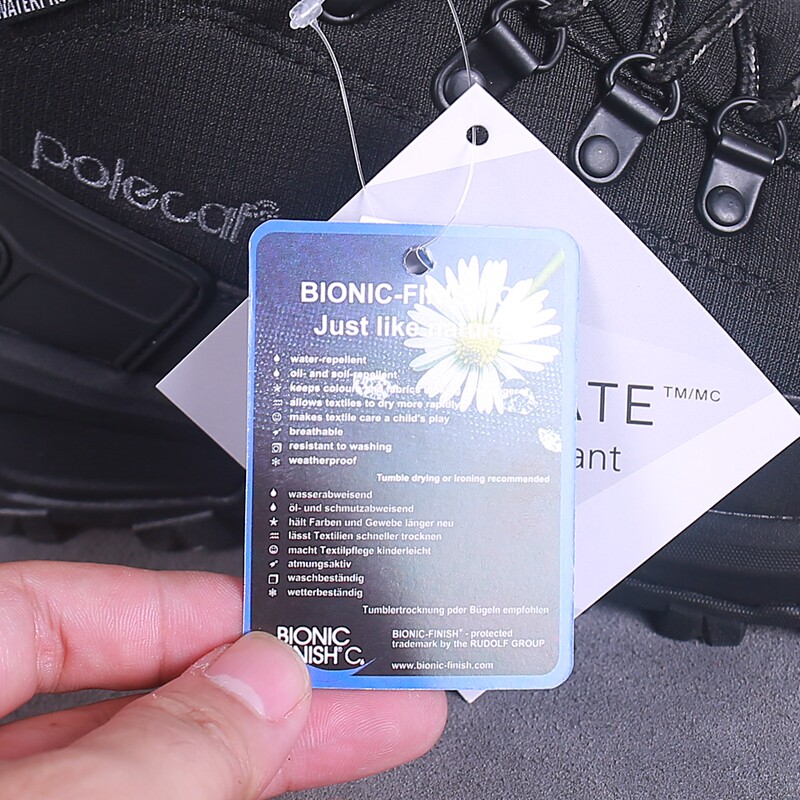 WATERPRO
polecat
BIONIC-FINISH
Just like nature
water-repellent
oil- and soil-repellent
keeps colours and fabrics
allows textiles to dry more rapidly
makes textile care a child's play
breathable
resistant to washing
weatherproof
Tumble drying or ironing recommended
wasserabweisend
öl- und schmutzabweisend
hält Farben und Gewebe länger neu
lässt Textilien schneller trocknen
macht Textilpflege kinderleicht
atmungsaktiv
waschbeständig
wetterbeständig
Tumblertrocknung pder Bügeln empfohlen
BIONIC
FINISH® C6
BIONIC-FINISH® - protected
trademark by the RUDOLF GROUP
www.bionic-finish.com
ATE TM/MC
ant